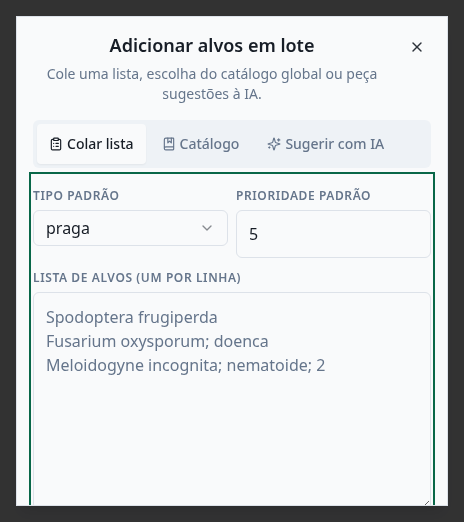 Adicionar alvos em lote
Cole uma lista, escolha do catálogo global ou peça
sugestões à IA.
Colar lista
Catálogo
Sugerir com IA
TIPO PADRÃO
PRIORIDADE PADRÃO
praga
5
LISTA DE ALVOS (UM POR LINHA)
Spodoptera frugiperda
Fusarium oxysporum; doenca
Meloidogyne incognita; nematoide; 2